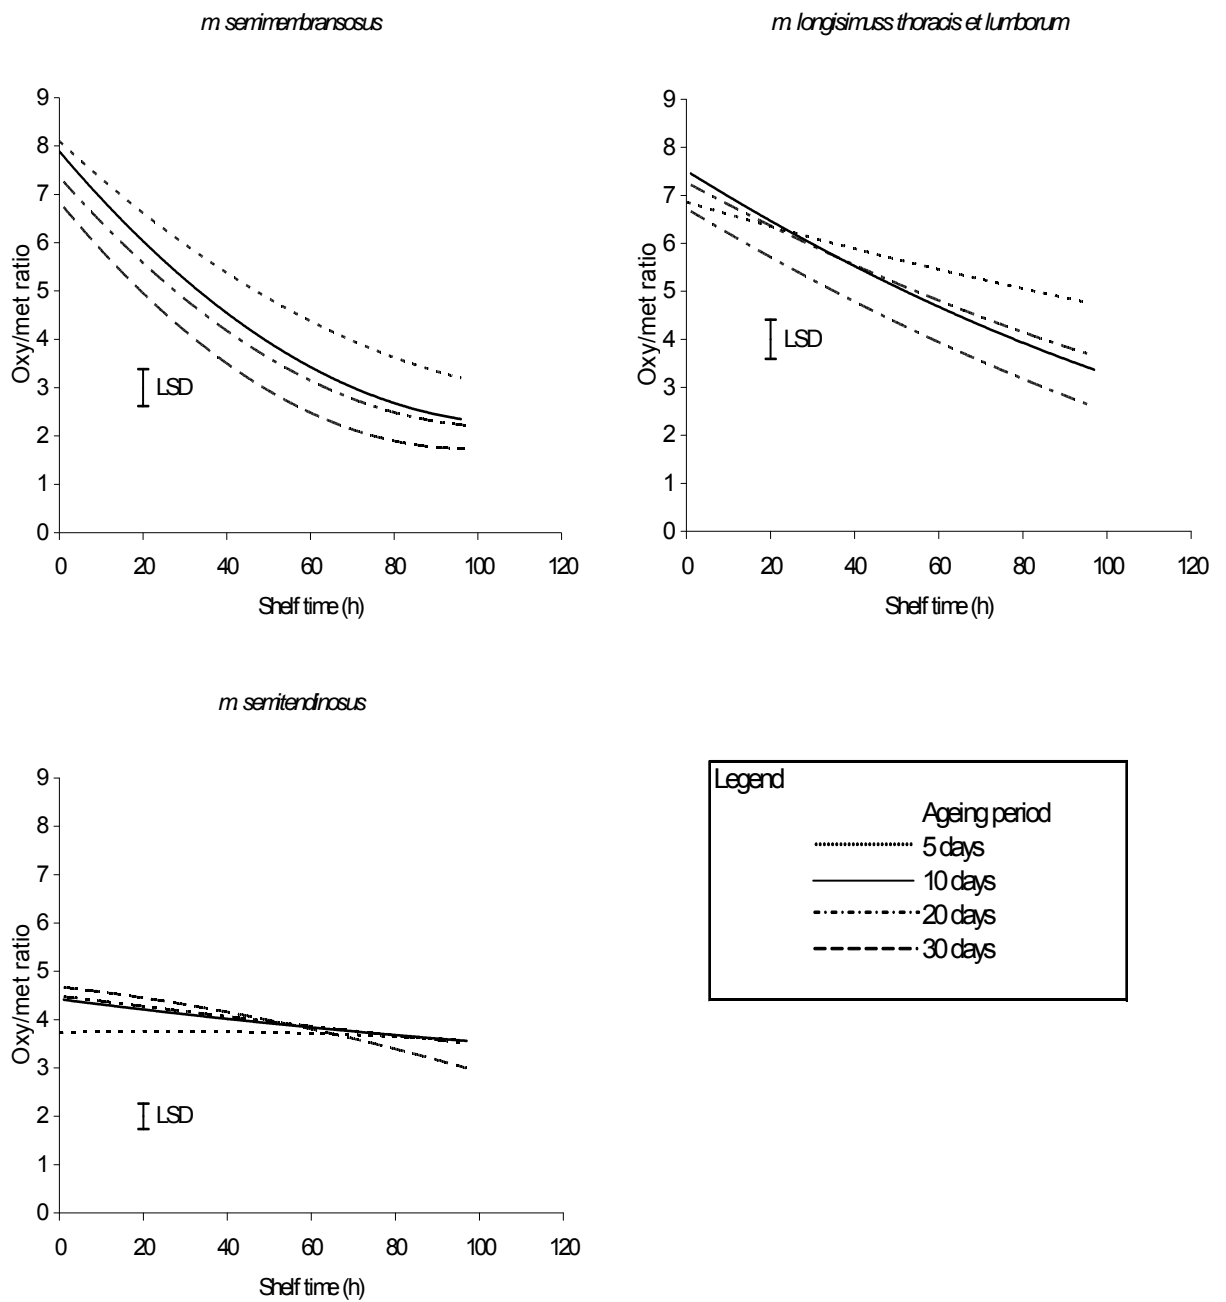 m. semimembransosus
9
8
7
6
5
4
3
2
1
0
Oxy/met ratio
LSD
0 20 40 60 80 100 120
Shelf time (h)
m. longisimuss thoracis et lumborum
9
8
7
6
5
4
3
2
1
0
Oxy/met ratio
LSD
0 20 40 60 80 100 120
Shelf time (h)
m. semitendinosus
9
8
7
6
5
4
3
2
1
0
Oxy/met ratio
LSD
0 20 40 60 80 100 120
Shelf time (h)
Legend
Ageing period
5 days
10 days
20 days
30 days